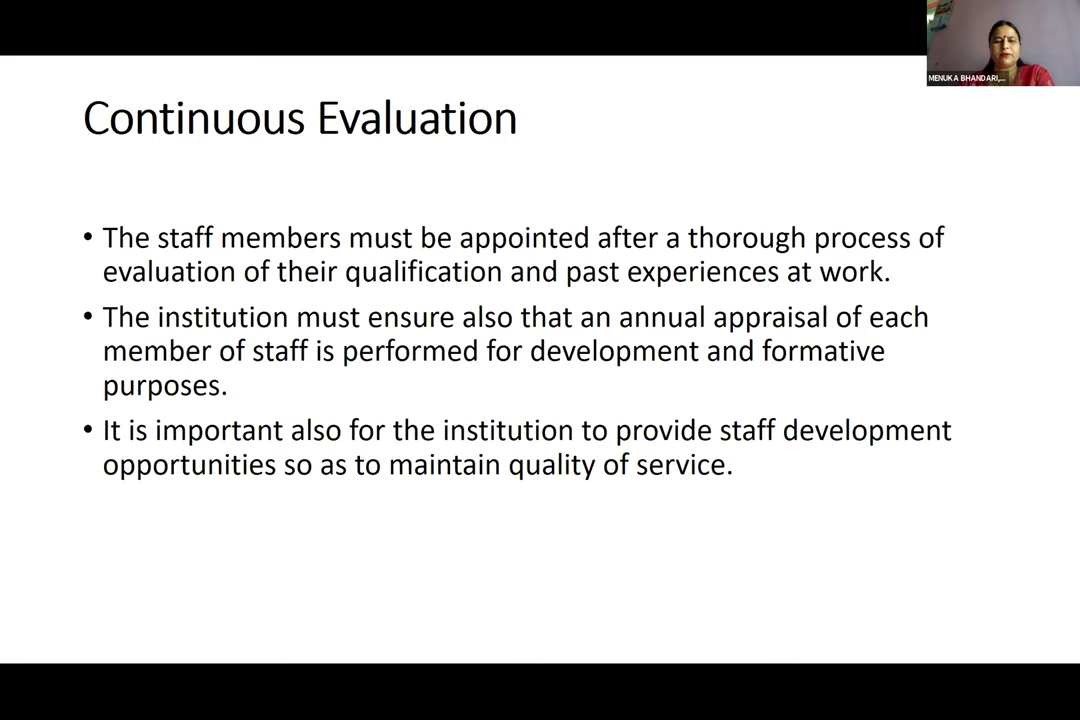 MENUKA BHANDARI,...
Continuous Evaluation
• The staff members must be appointed after a thorough process of
evaluation of their qualification and past experiences at work.
• The institution must ensure also that an annual appraisal of each
member of staff is performed for development and formative
purposes.
• It is important also for the institution to provide staff development
opportunities so as to maintain quality of service.